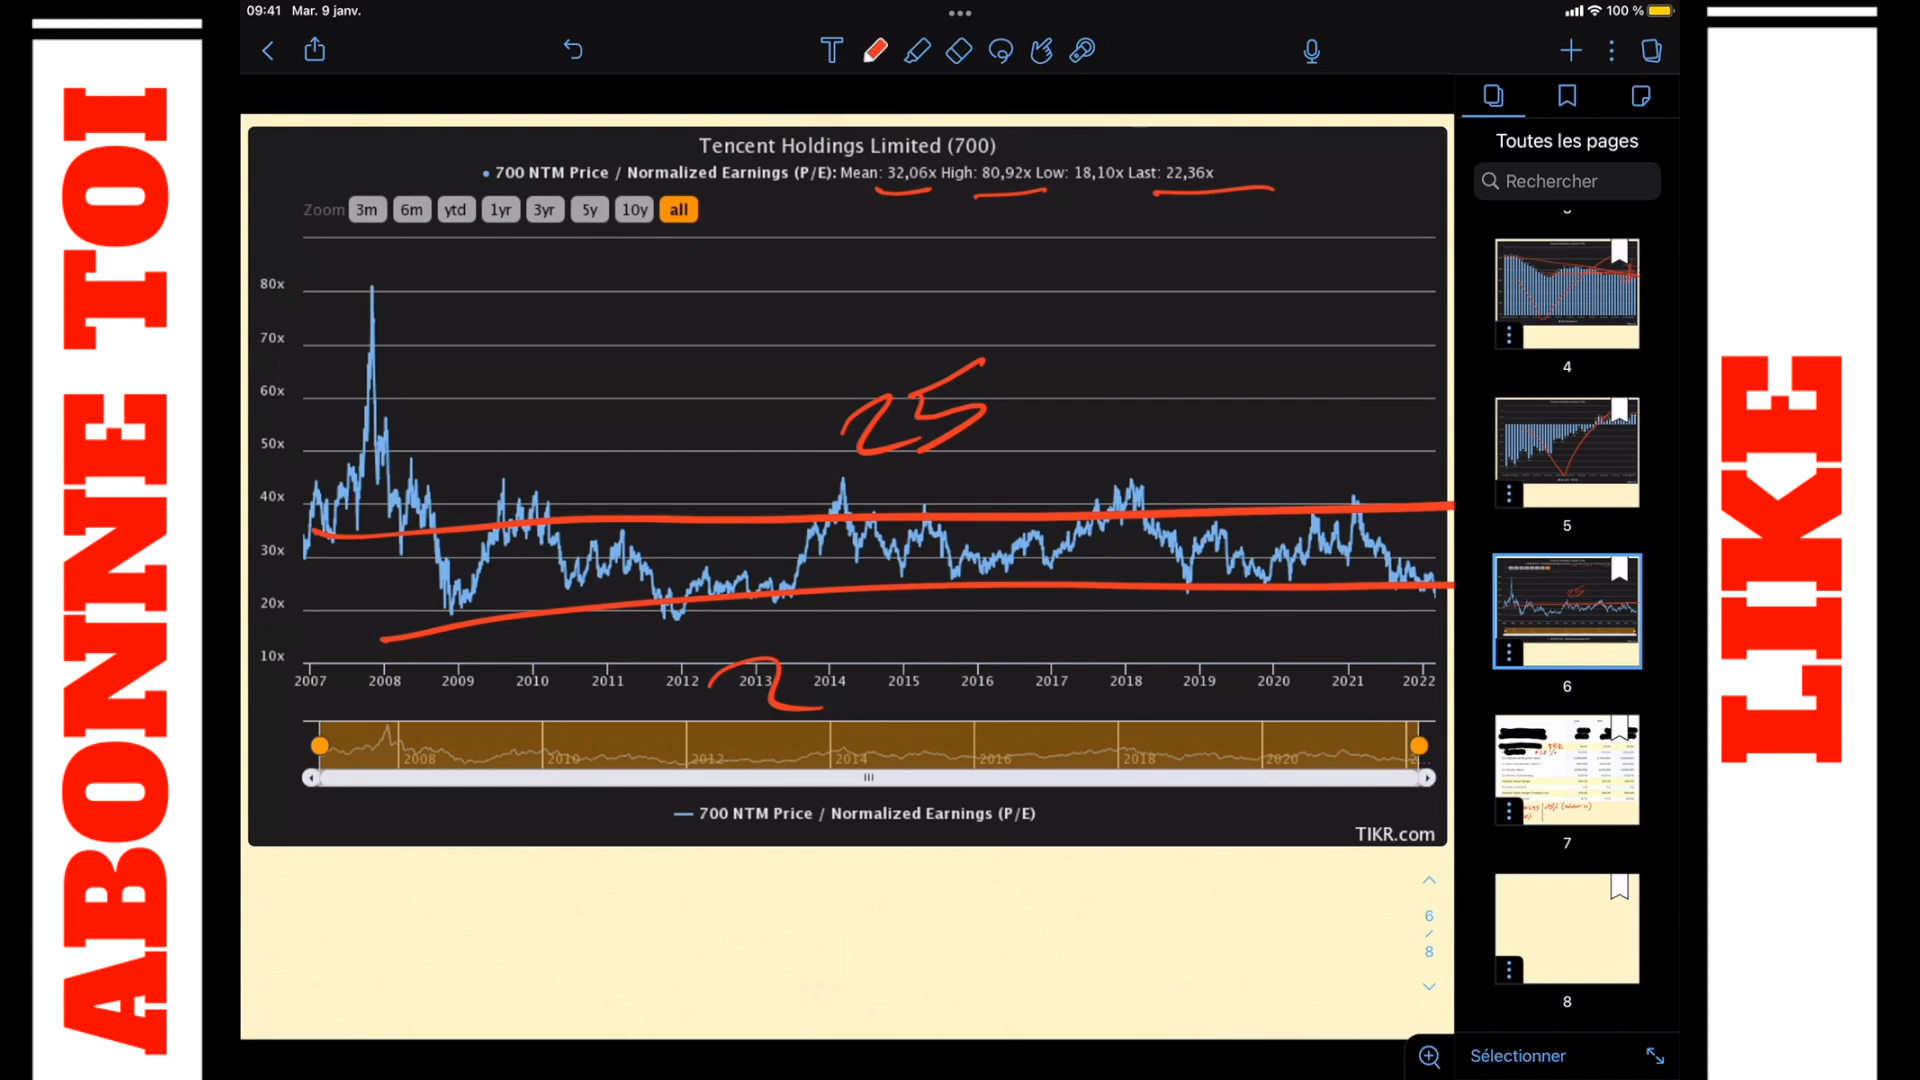 09:41 Mar. 9 janv.
100 %
ABONNE TOI
LIKE
Toutes les pages
Rechercher
Tencent Holdings Limited (700)
700 NTM Price / Normalized Earnings (P/E): Mean: 32,06x High: 80,92x Low: 18,10x Last: 22,36x
Zoom 3m 6m ytd 1yr 3yr 5y 10y all
80x
70x
60x
50x
40x
30x
20x
10x
25
2007 2008 2009 2010 2011 2012 2013 2014 2015 2016 2017 2018 2019 2020 2021 2022
2
2008 2010 2012 2014 2016 2018 2020 2...
700 NTM Price / Normalized Earnings (P/E)
TIKR.com
6
/
8
4
5
6
7
8
Sélectionner